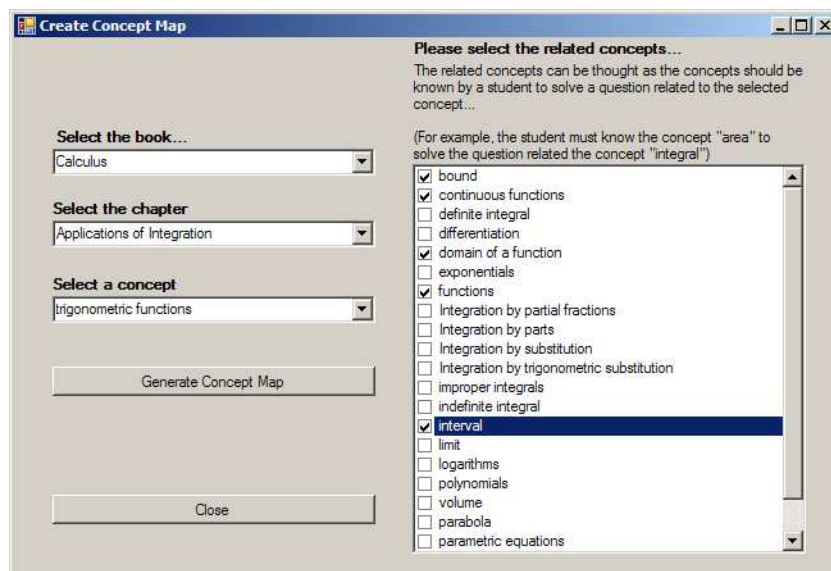 Create Concept Map
Please select the related concepts...
The related concepts can be thought as the concepts should be
known by a student to solve a question related to the selected
concept...
(For example, the student must know the concept "area" to
solve the question related the concept "integral")
Select the book...
Calculus
Select the chapter
Applications of Integration
Select a concept
trigonometric functions
Generate Concept Map
Close
bound
continuous functions
definite integral
differentiation
domain of a function
exponentials
functions
Integration by partial fractions
Integration by parts
Integration by substitution
Integration by trigonometric substitution
improper integrals
indefinite integral
interval
limit
logarithms
polynomials
volume
parabola
parametric equations